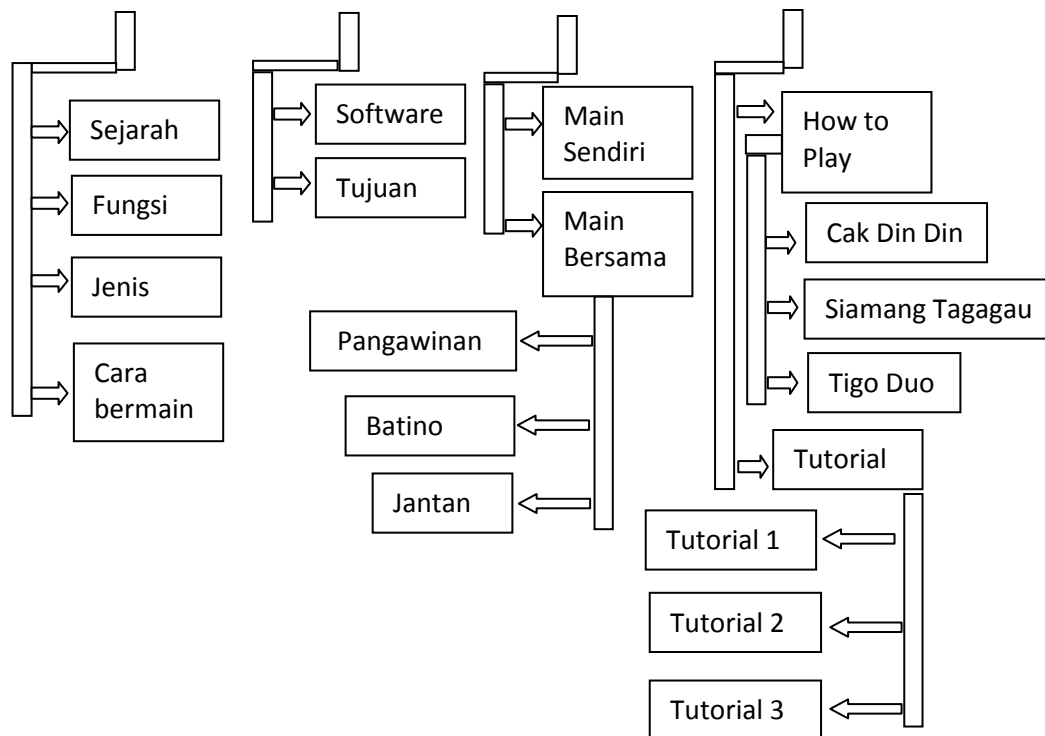 Sejarah
Fungsi
Jenis
Cara
bermain
Software
Tujuan
Main
Sendiri
Main
Bersama
Pangawinan
Batino
Jantan
How to
Play
Cak Din Din
Siamang Tagagau
Tigo Duo
Tutorial
Tutorial 1
Tutorial 2
Tutorial 3